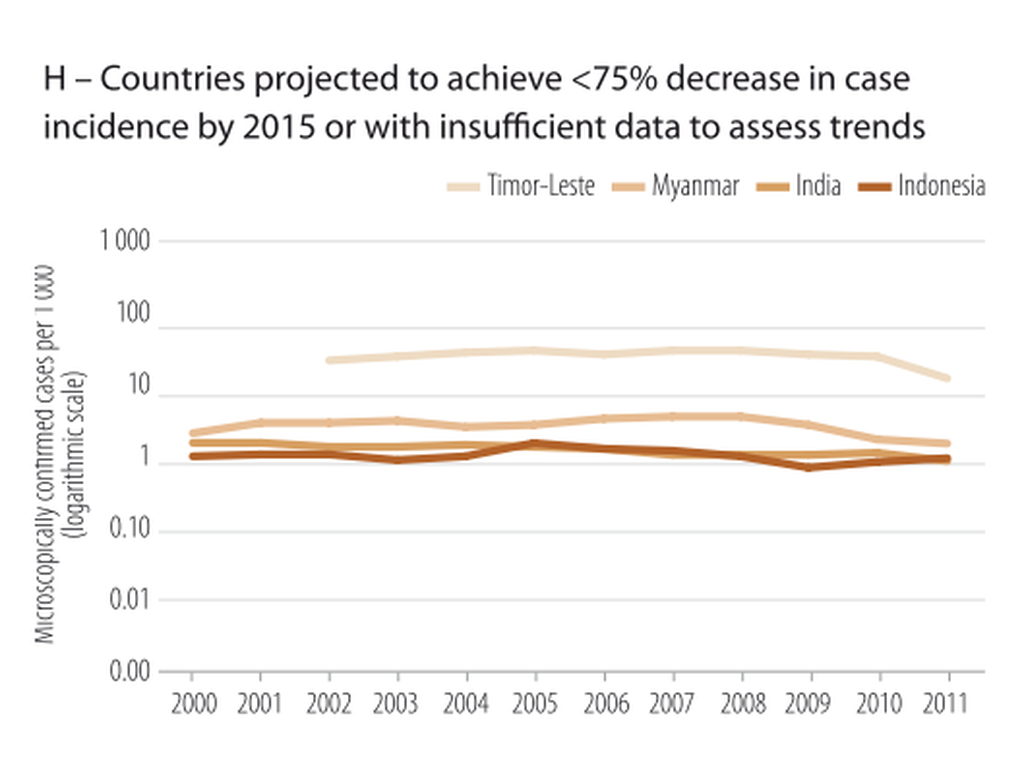 H – Countries projected to achieve <75% decrease in case
incidence by 2015 or with insufficient data to assess trends
Timor-Leste Myanmar India Indonesia
Microscopically confirmed cases per 1 000
(logarithmic scale)
1 000
100
10
1
0.10
0.01
0.00
2000 2001 2002 2003 2004 2005 2006 2007 2008 2009 2010 2011